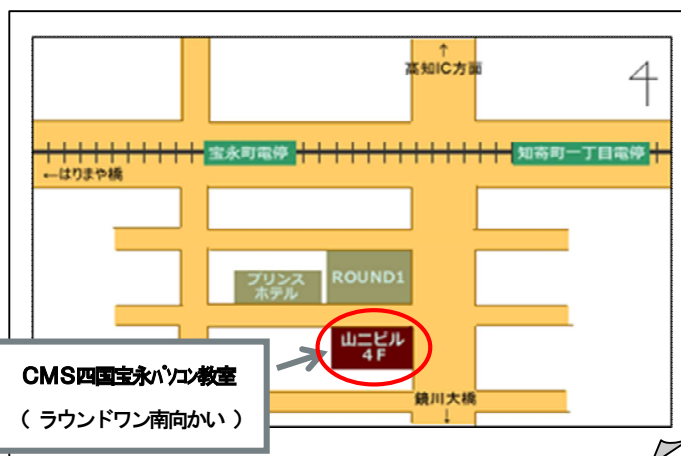 ↑
高知IC方面
宝永町電停
知寄町一丁目電停
←はりまや橋
プリンス
ホテル
ROUND1
山二ビル
4F
CMS四国宝永パソコン教室
( ラウンドワン南向かい )
鏡川大橋
↓